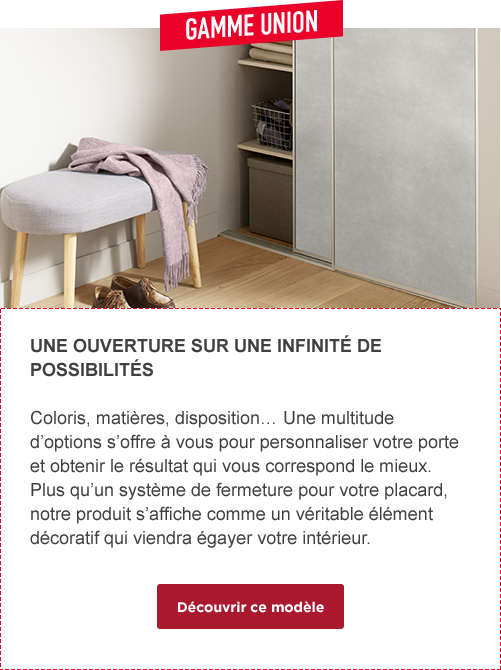 GAMME UNION
UNE OUVERTURE SUR UNE INFINITÉ DE
POSSIBILITÉS
Coloris, matières, disposition… Une multitude
d’options s’offre à vous pour personnaliser votre porte
et obtenir le résultat qui vous correspond le mieux.
Plus qu’un système de fermeture pour votre placard,
notre produit s’affiche comme un véritable élément
décoratif qui viendra égayer votre intérieur.
Découvrir ce modèle